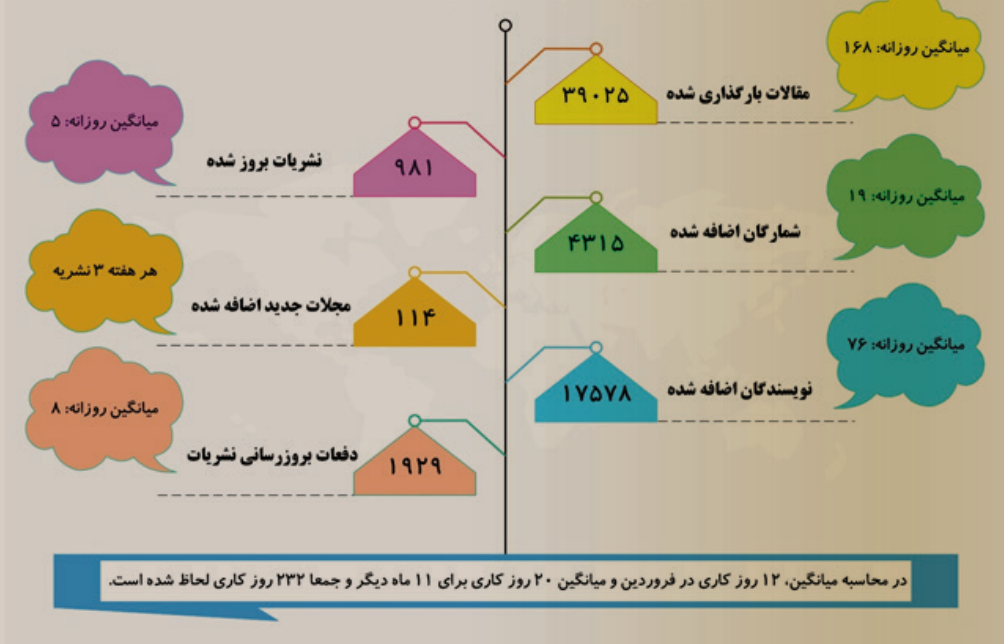 میانگین روزانه: ۱۶۸
مقالات بارگذاری شده
۳۹۰۲۵
میانگین روزانه: ۵
نشریات بروز شده
۹۸۱
میانگین روزانه: ۱۹
شمارگان اضافه شده
۴۳۱۵
هر هفته ۳ نشریه
مجلات جدید اضافه شده
۱۱۴
میانگین روزانه: ۷۶
نویسندگان اضافه شده
۱۷۵۷۸
میانگین روزانه: ۸
دفعات بروزرسانی نشریات
۱۹۲۹
در محاسبه میانگین، ۱۲ روز کاری در فروردین و میانگین ۲۰ روز کاری برای ۱۱ ماه دیگر و جمعا ۲۳۲ روز کاری لحاظ شده است.